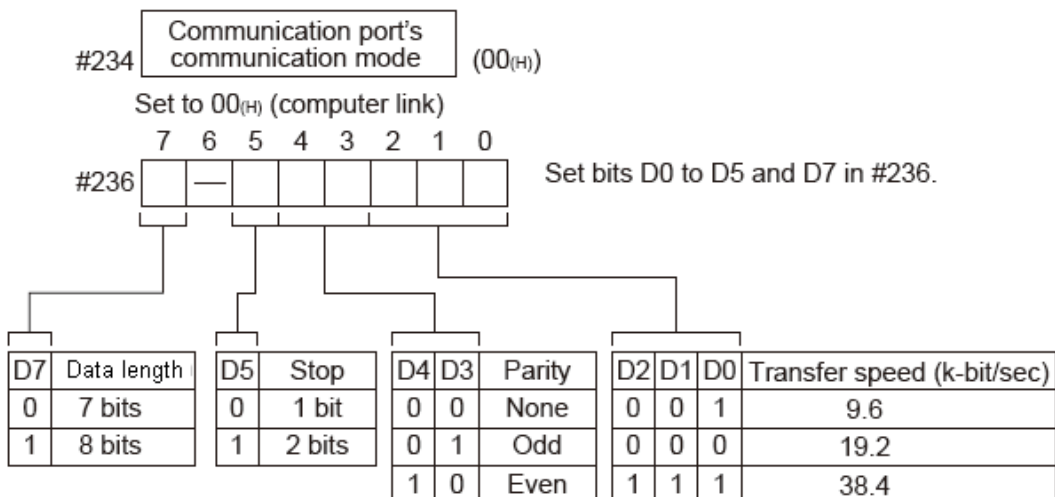 Communication port's
#234 communication mode (00(H))
Set to 00(H) (computer link)
7 6 5 4 3 2 1 0
#236 — Set bits D0 to D5 and D7 in #236.
D7 Data length D5 Stop D4 D3 Parity D2 D1 D0 Transfer speed (k-bit/sec)
0 7 bits 0 1 bit 0 0 None 0 0 1 9.6
1 8 bits 1 2 bits 0 1 Odd 0 0 0 19.2
1 0 Even 1 1 1 38.4